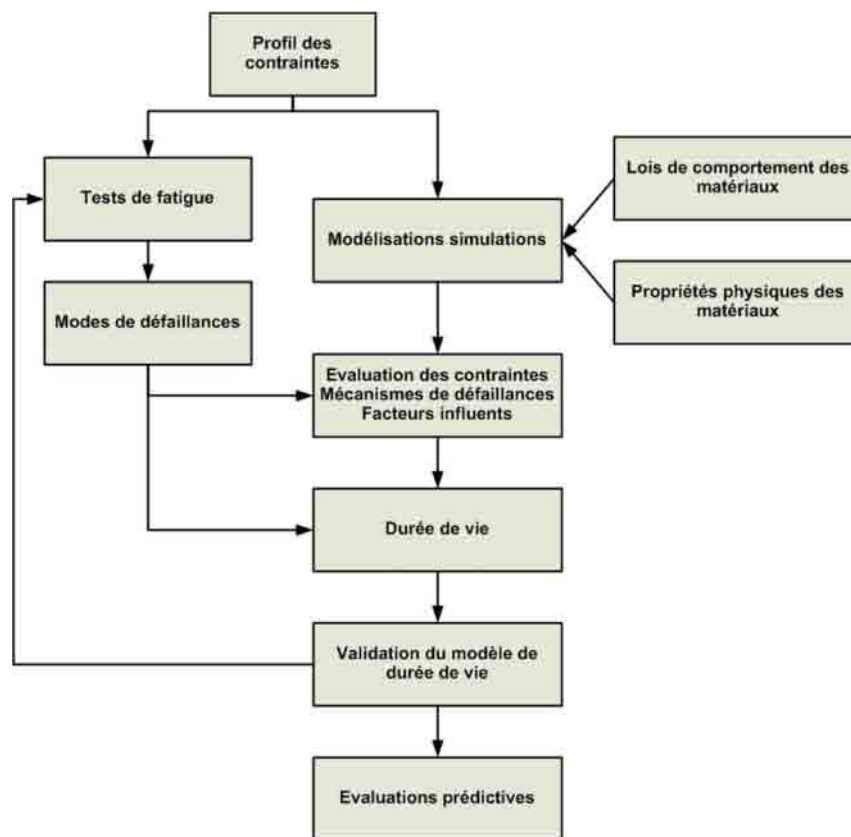 Profil des
contraintes
Tests de fatigue
Lois de comportement des
matériaux
Modélisations simulations
Modes de défaillances
Propriétés physiques des
matériaux
Evaluation des contraintes
Mécanismes de défaillances
Facteurs influents
Durée de vie
Validation du modèle de
durée de vie
Evaluations prédictives